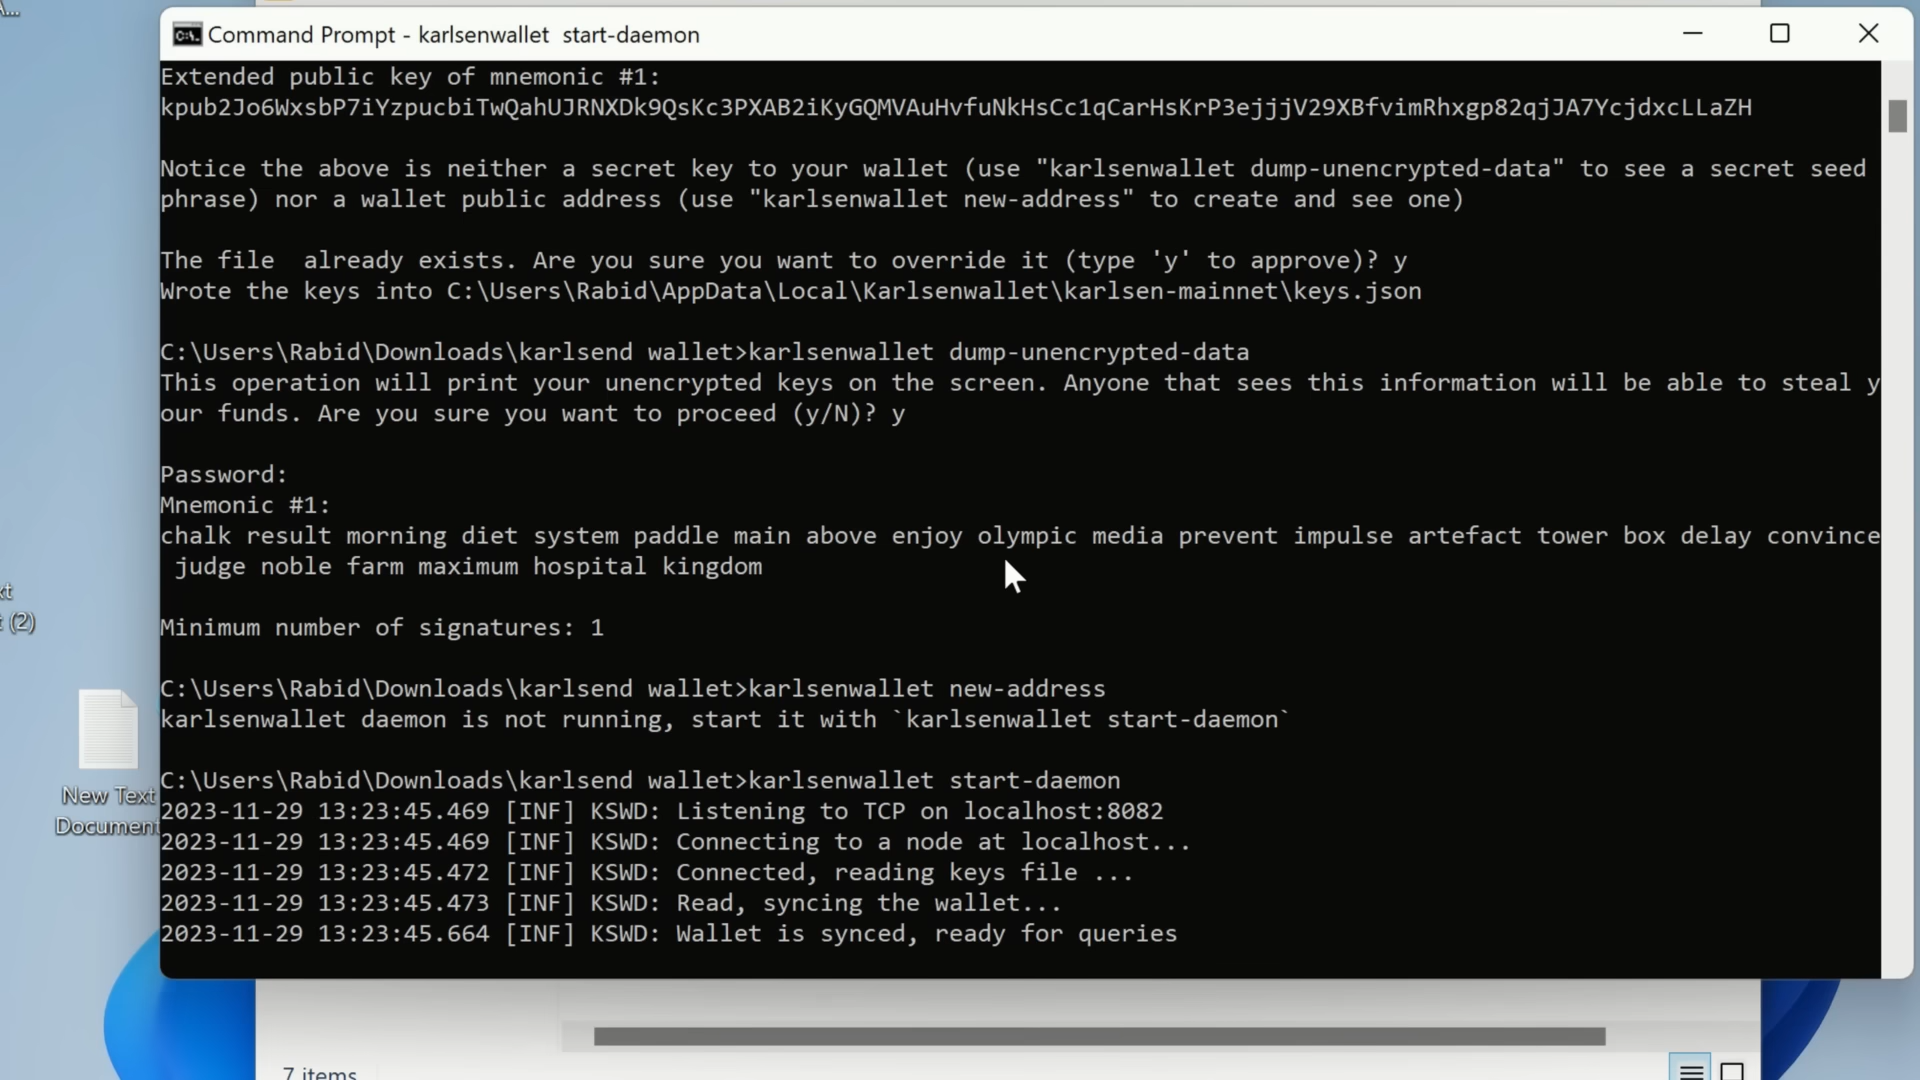 A...
Command Prompt - karlsenwallet  start-daemon
Extended public key of mnemonic #1:
kpub2Jo6WxsbP7iYzpucbiTwQahUJRNXDk9QsKc3PXAB2iKyGQMVAuHvfuNkHsCc1qCarHsKrP3ejjjV29XBfvimRhxgp82qjJA7YcjdxcLLaZH
Notice the above is neither a secret key to your wallet (use "karlsenwallet dump-unencrypted-data" to see a secret seed
phrase) nor a wallet public address (use "karlsenwallet new-address" to create and see one)
The file  already exists. Are you sure you want to override it (type 'y' to approve)? y
Wrote the keys into C:\Users\Rabid\AppData\Local\Karlsenwallet\karlsen-mainnet\keys.json
C:\Users\Rabid\Downloads\karlsend wallet>karlsenwallet dump-unencrypted-data
This operation will print your unencrypted keys on the screen. Anyone that sees this information will be able to steal y
our funds. Are you sure you want to proceed (y/N)? y
Password:
Mnemonic #1:
chalk result morning diet system paddle main above enjoy olympic media prevent impulse artefact tower box delay convince
judge noble farm maximum hospital kingdom
Minimum number of signatures: 1
C:\Users\Rabid\Downloads\karlsend wallet>karlsenwallet new-address
karlsenwallet daemon is not running, start it with `karlsenwallet start-daemon`
C:\Users\Rabid\Downloads\karlsend wallet>karlsenwallet start-daemon
2023-11-29 13:23:45.469 [INF] KSWD: Listening to TCP on localhost:8082
2023-11-29 13:23:45.469 [INF] KSWD: Connecting to a node at localhost...
2023-11-29 13:23:45.472 [INF] KSWD: Connected, reading keys file ...
2023-11-29 13:23:45.473 [INF] KSWD: Read, syncing the wallet...
2023-11-29 13:23:45.664 [INF] KSWD: Wallet is synced, ready for queries
xt
t (2)
New Text
Document
7 items